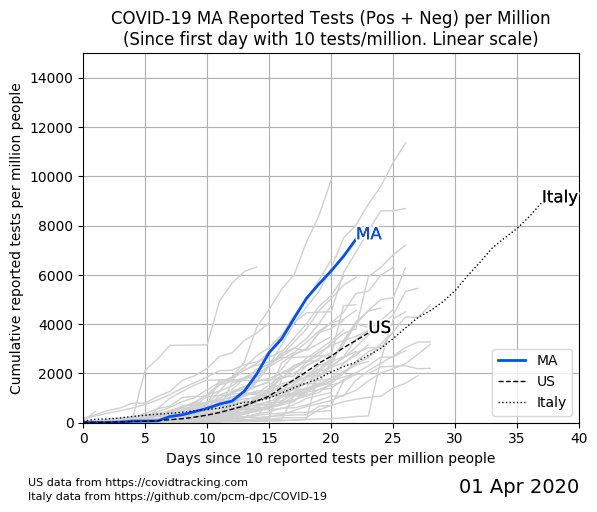 COVID-19 MA Reported Tests (Pos + Neg) per Million
(Since first day with 10 tests/million. Linear scale)
Cumulative reported tests per million people
14000
12000
10000
8000
6000
4000
2000
0
Italy
MA
US
MA
US
Italy
0 5 10 15 20 25 30 35 40
Days since 10 reported tests per million people
US data from https://covidtracking.com
Italy data from https://github.com/pcm-dpc/COVID-19
01 Apr 2020